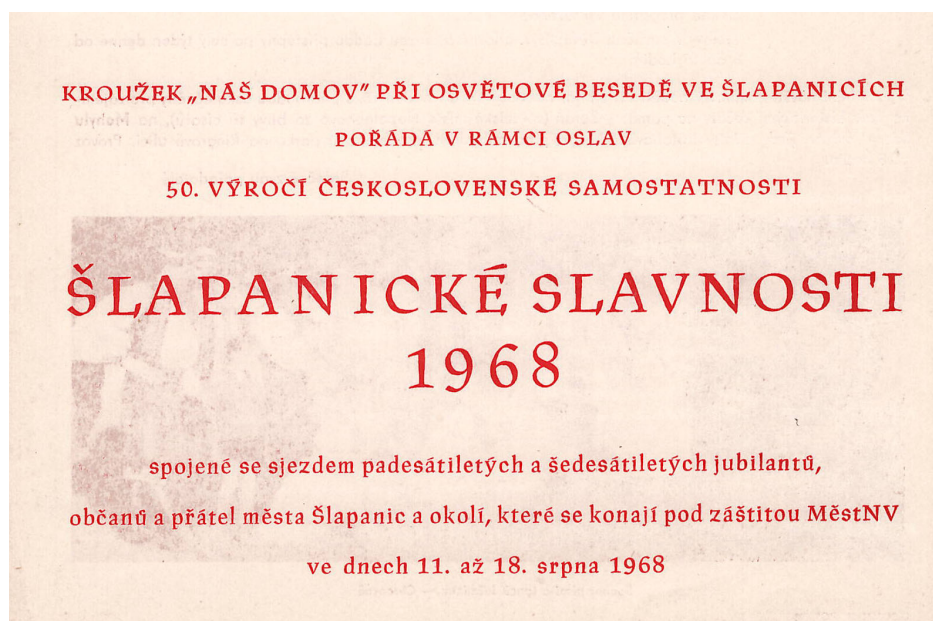 KROUŽEK „NÁŠ DOMOV" PŘI OSVĚTOVÉ BESEDĚ VE ŠLAPANICÍCH
POŘÁDÁ V RÁMCI OSLAV
50. VÝROČÍ ČESKOSLOVENSKÉ SAMOSTATNOSTI
ŠLAPANICKÉ SLAVNOSTI
1968
spojené se sjezdem padesátiletých a šedesátiletých jubilantů,
občanů a přátel města Šlapanic a okolí, které se konají pod záštitou MěstNV
ve dnech 11. až 18. srpna 1968